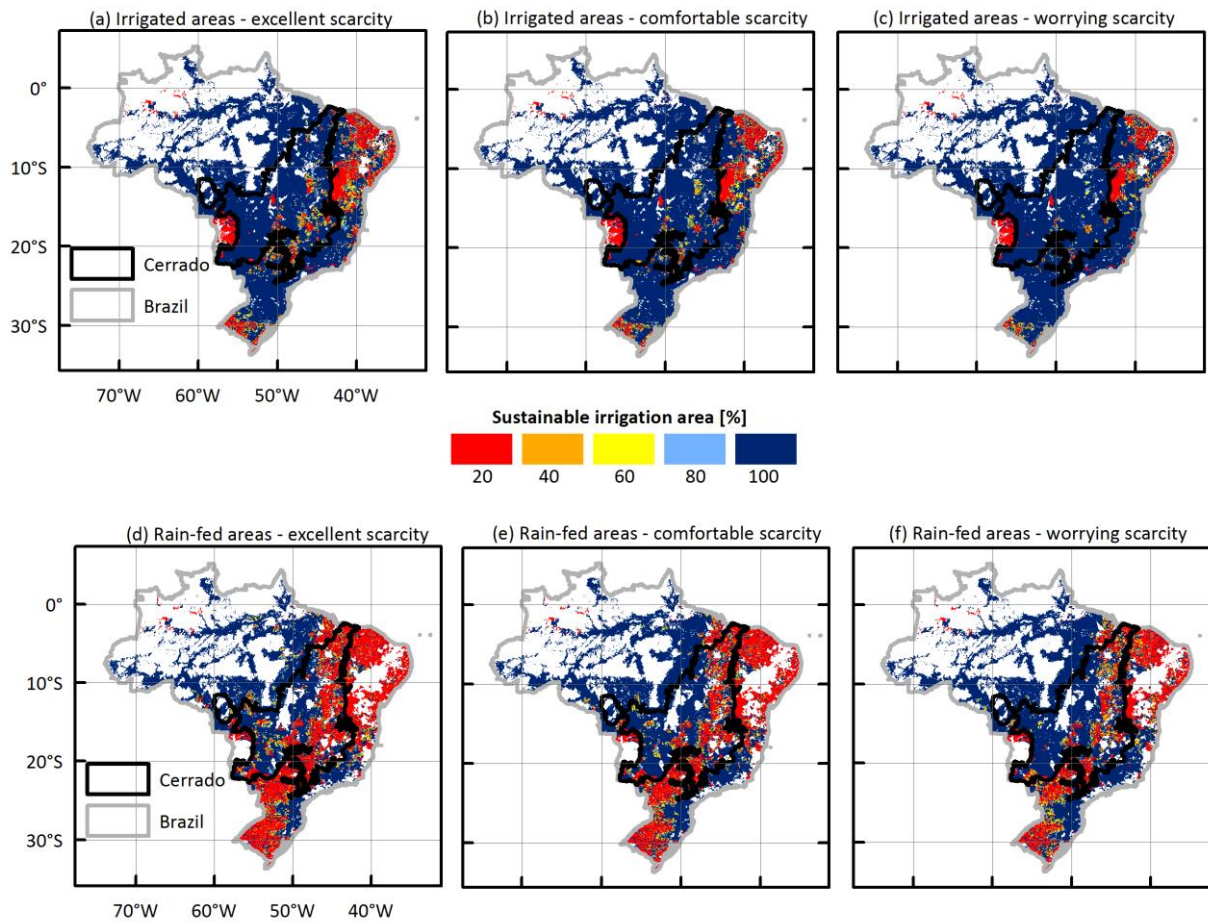 (a) Irrigated areas - excellent scarcity
(b) Irrigated areas - comfortable scarcity
(c) Irrigated areas - worrying scarcity
0°
10°S
20°S
Cerrado
Brazil
30°S
70°W 60°W 50°W 40°W
Sustainable irrigation area [%]
20 40 60 80 100
(d) Rain-fed areas - excellent scarcity
(e) Rain-fed areas - comfortable scarcity
(f) Rain-fed areas - worrying scarcity
0°
10°S
20°S
Cerrado
Brazil
30°S
70°W 60°W 50°W 40°W